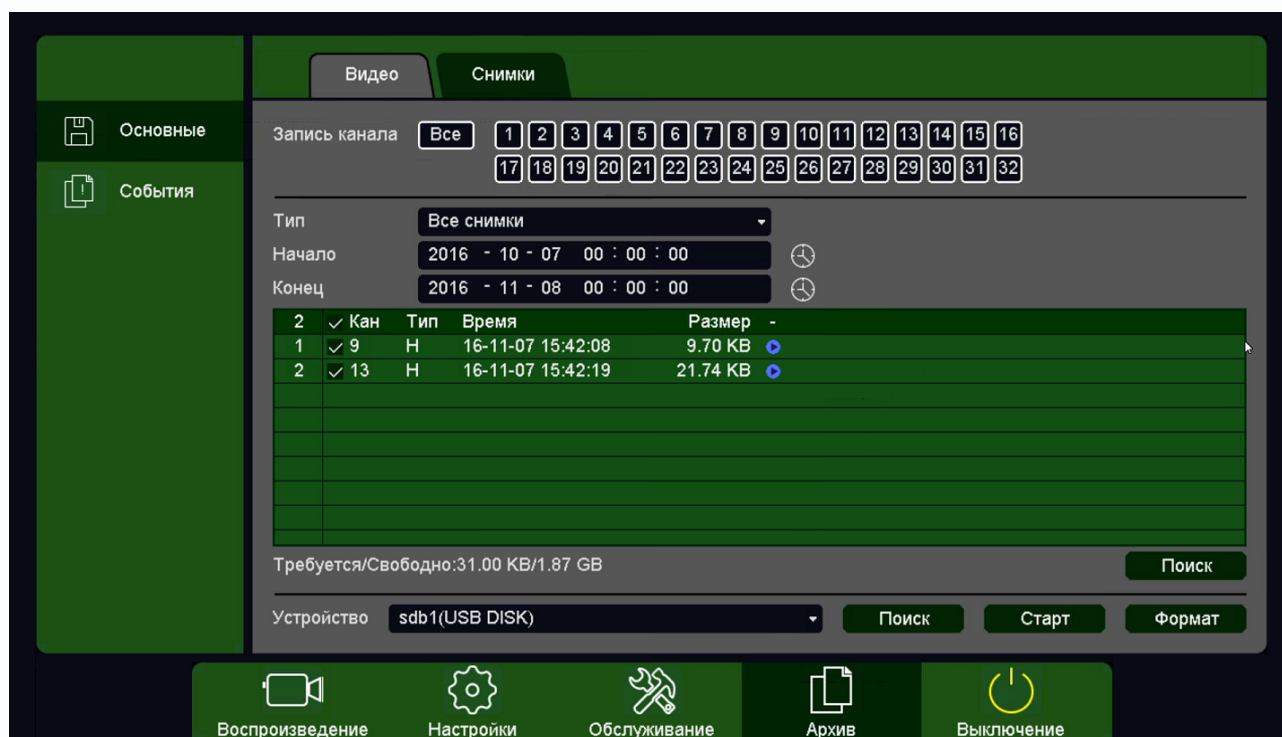 Видео Снимки
Основные
События
Запись канала Все 1 2 3 4 5 6 7 8 9 10 11 12 13 14 15 16
17 18 19 20 21 22 23 24 25 26 27 28 29 30 31 32
Тип Все снимки
Начало 2016 - 10 - 07 00 : 00 : 00
Конец 2016 - 11 - 08 00 : 00 : 00
2 Кан Тип Время Размер -
1 9 Н 16-11-07 15:42:08 9.70 KB
2 13 Н 16-11-07 15:42:19 21.74 KB
Требуется/Свободно:31.00 KB/1.87 GB Поиск
Устройство sdb1(USB DISK) Поиск Старт Формат
Воспроизведение Настройки Обслуживание Архив Выключение